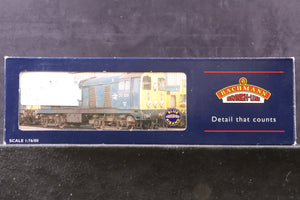 BACHMANN
BRANCH-LINE
Detail that counts
SCALE 1:76/00